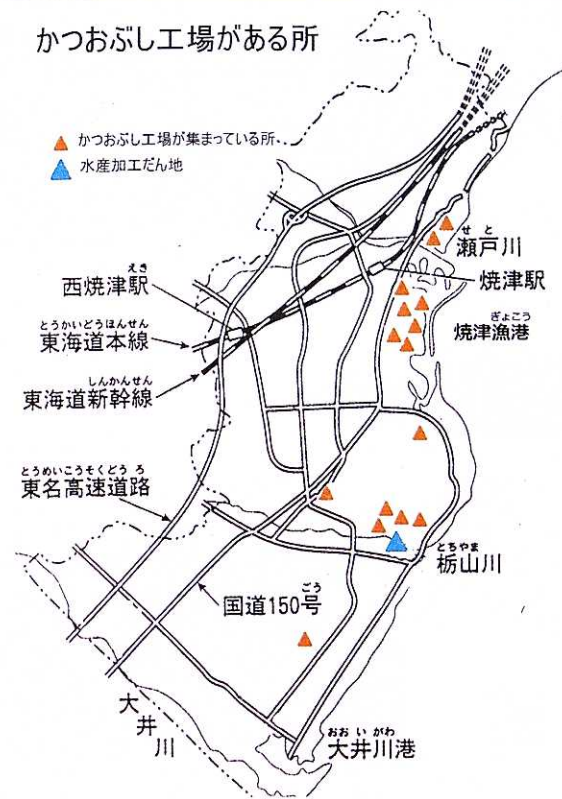 かつおぶし工場がある所
かつおぶし工場が集まっている所
水産加工だん地
せと
瀬戸川
えき
西焼津駅
焼津駅
とうかいどうほんせん
東海道本線
ぎょこう
焼津漁港
しんかんせん
東海道新幹線
とうめいこうそくどうろ
東名高速道路
とちやま
栃山川
ごう
国道150号
大井川
おおいがわ
大井川港